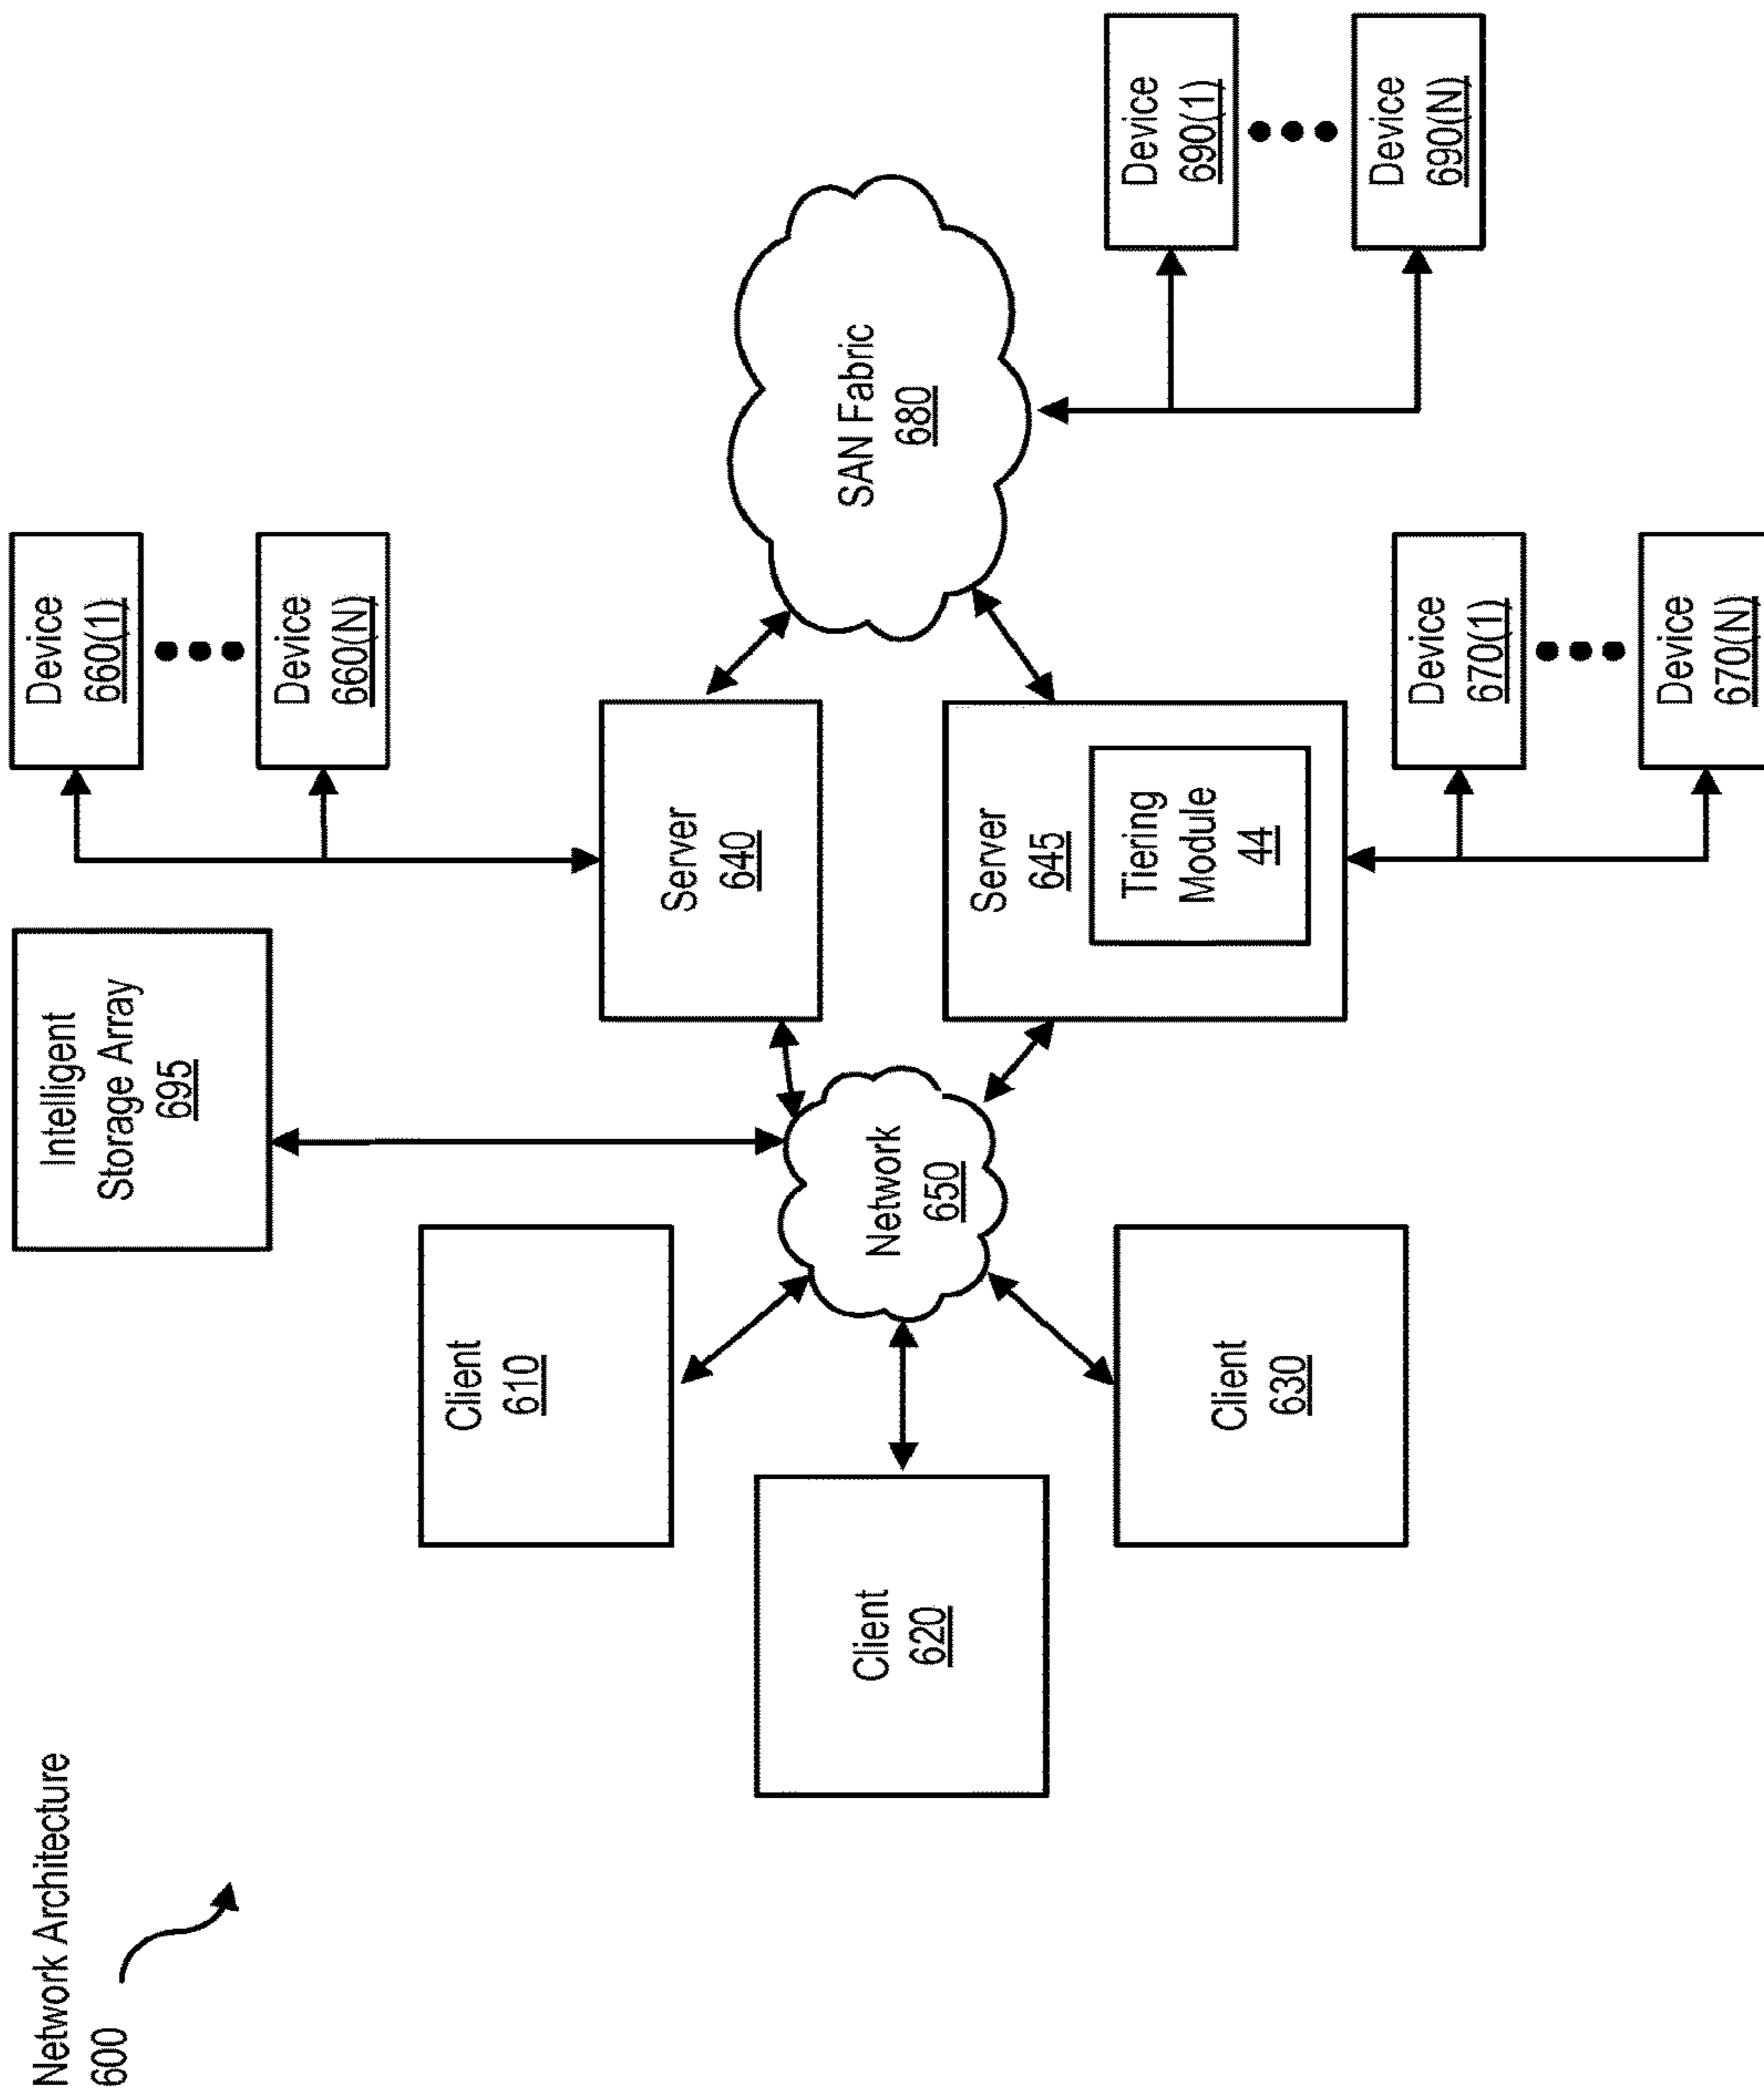 Network Architecture
600
Client
610
Client
620
Client
630
Network
650
Intelligent
Storage Array
695
Server
640
Server
645
Tiering
Module
44
Device
660(1)
Device
660(N)
Device
670(1)
Device
670(N)
SAN Fabric
680
Device
690(1)
Device
690(N)